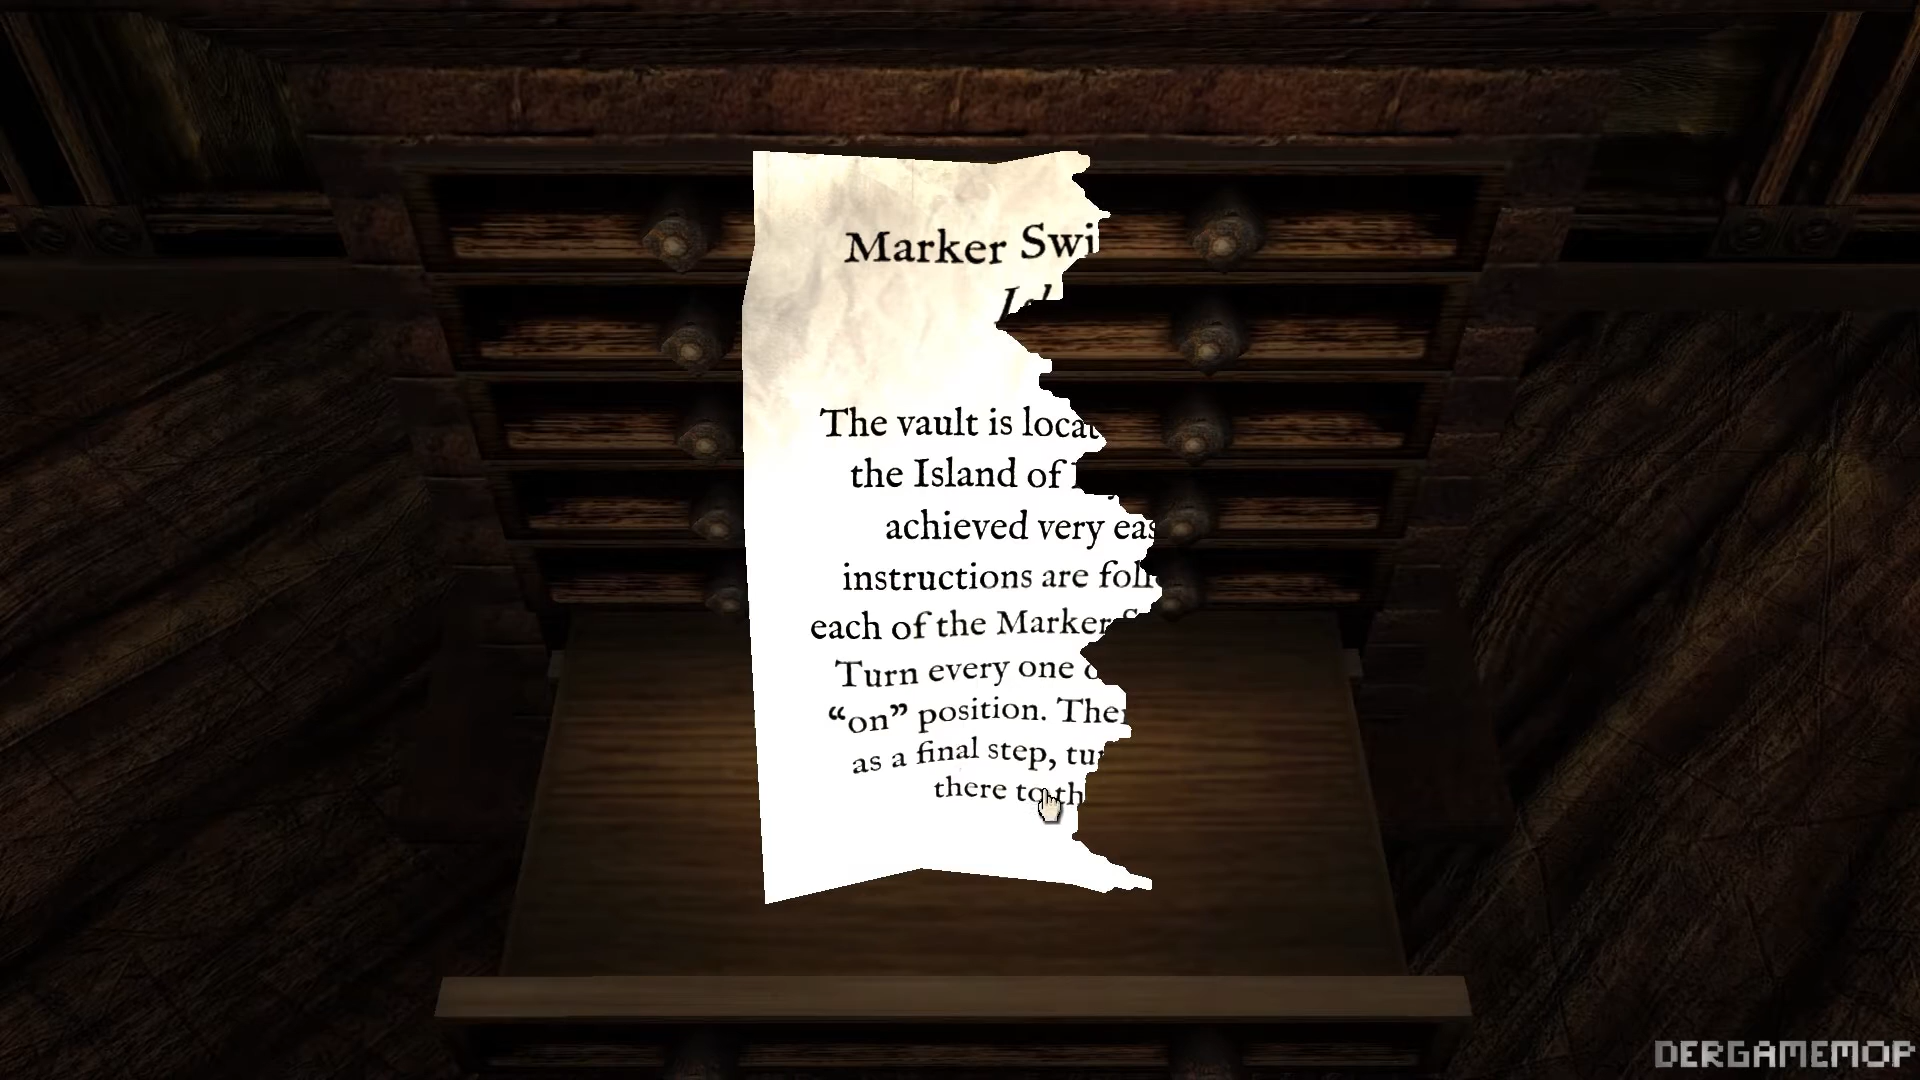 Marker Swi
The vault is locat
the Island of
achieved very eas
instructions are foll
each of the Marker
Turn every one o
“on” position. The
as a final step, tur
there to th
DERGAMEMOP